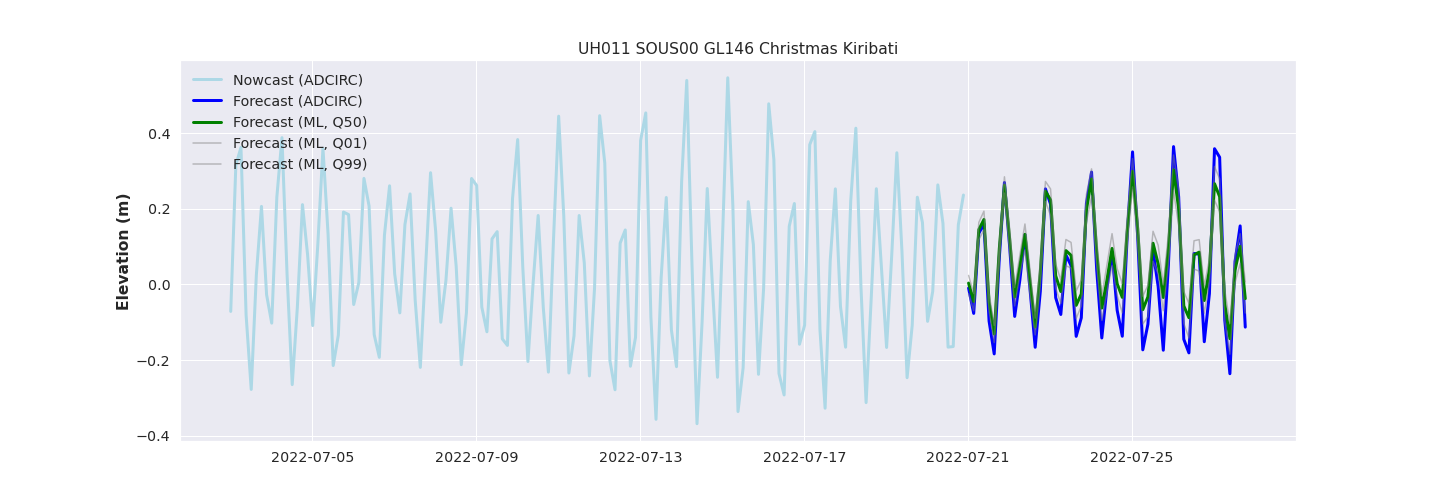 UH011 SOUS00 GL146 Christmas Kiribati
Nowcast (ADCIRC)
Forecast (ADCIRC)
Forecast (ML, Q50)
Forecast (ML, Q01)
Forecast (ML, Q99)
Elevation (m)
0.4
0.2
0.0
−0.2
−0.4
2022-07-05
2022-07-09
2022-07-13
2022-07-17
2022-07-21
2022-07-25